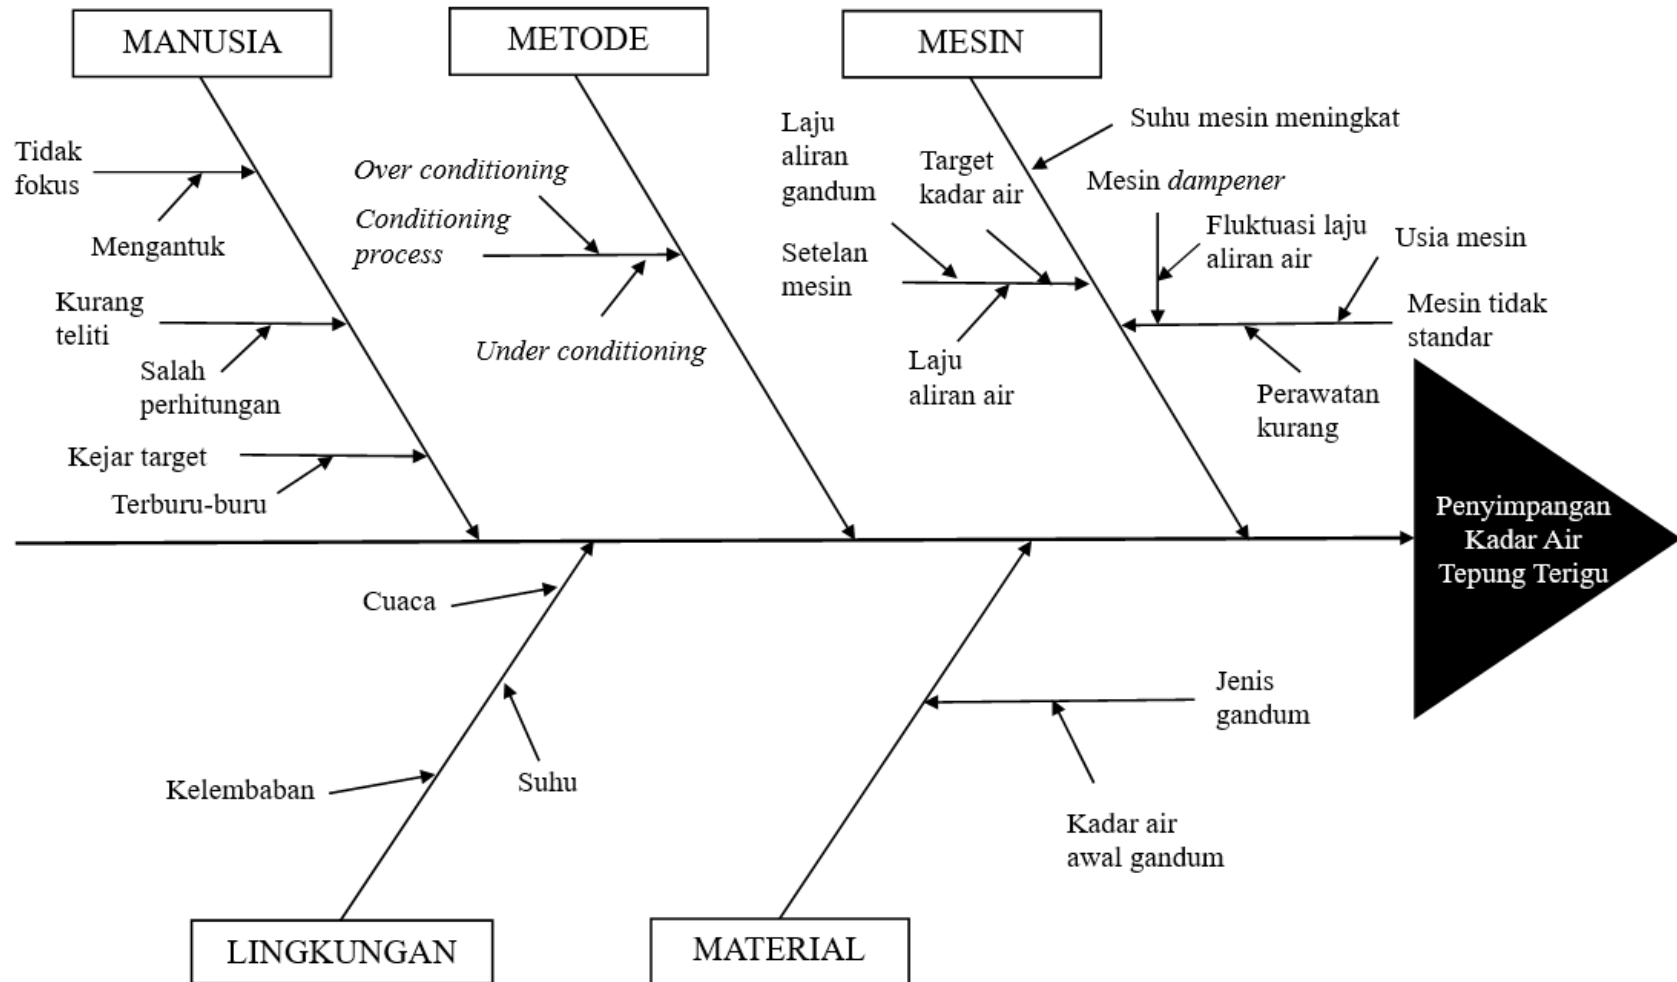 MANUSIA
METODE
MESIN
Tidak
fokus
Mengantuk
Kurang
teliti
Salah
perhitungan
Kejar target
Terburu-buru
Over conditioning
Conditioning
process
Under conditioning
Laju
aliran
gandum
Target
kadar air
Setelan
mesin
Laju
aliran air
Suhu mesin meningkat
Mesin dampener
Fluktuasi laju
aliran air
Usia mesin
Mesin tidak
standar
Perawatan
kurang
Penyimpangan
Kadar Air
Tepung Terigu
Cuaca
Suhu
Kelembaban
Jenis
gandum
Kadar air
awal gandum
LINGKUNGAN
MATERIAL